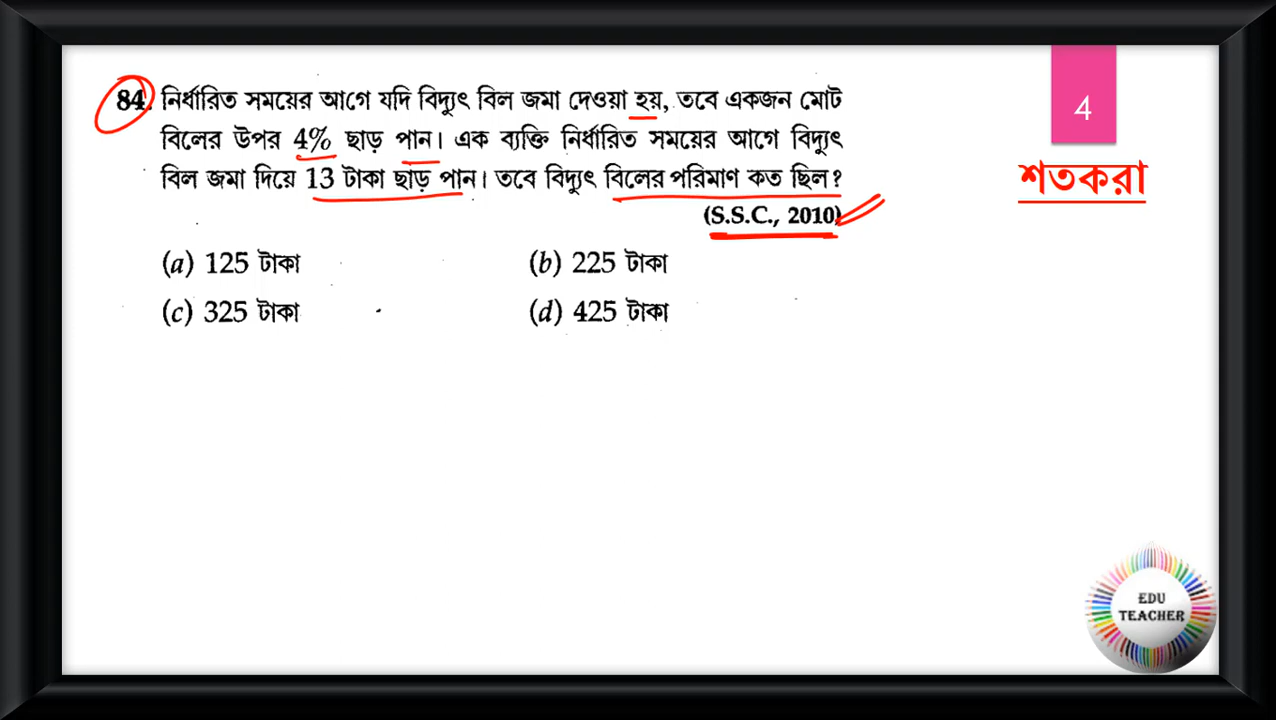 84. নির্ধারিত সময়ের আগে যদি বিদ্যুৎ বিল জমা দেওয়া হয়, তবে একজন মোট
বিলের উপর 4% ছাড় পান। এক ব্যক্তি নির্ধারিত সময়ের আগে বিদ্যুৎ
বিল জমা দিয়ে 13 টাকা ছাড় পান। তবে বিদ্যুৎ বিলের পরিমাণ কত ছিল?
(S.S.C., 2010)
(a) 125 টাকা (b) 225 টাকা
(c) 325 টাকা (d) 425 টাকা
4
শতকরা
EDU
TEACHER